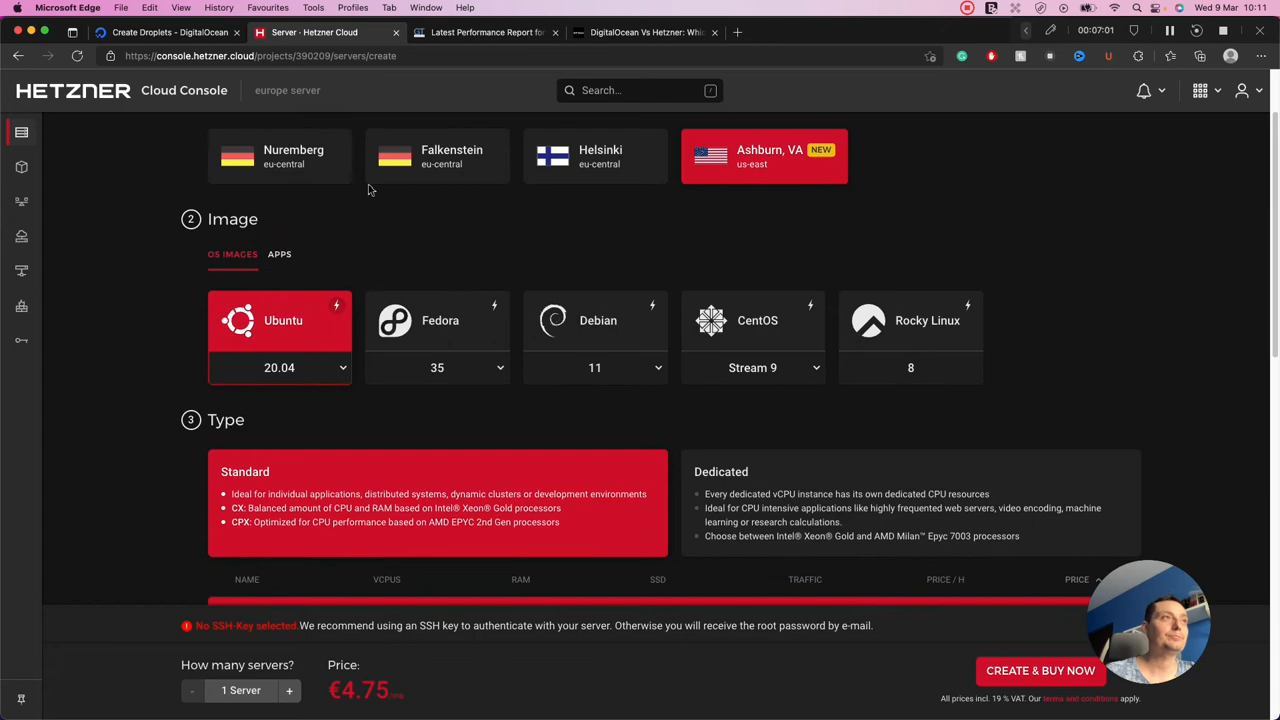 Microsoft Edge File Edit View History Favourites Tools Profiles Tab Window Help
Wed 9 Mar 10:11
Create Droplets - DigitalOcean
Server · Hetzner Cloud
Latest Performance Report for
DigitalOcean Vs Hetzner: Whic
00:07:01
https://console.hetzner.cloud/projects/390209/servers/create
HETZNER Cloud Console europe server
Search... /
Nuremberg
eu-central
Falkenstein
eu-central
Helsinki
eu-central
Ashburn, VA NEW
us-east
2 Image
OS IMAGES APPS
Ubuntu
20.04
Fedora
35
Debian
11
CentOS
Stream 9
Rocky Linux
8
3 Type
Standard
Ideal for individual applications, distributed systems, dynamic clusters or development environments
CX: Balanced amount of CPU and RAM based on Intel® Xeon® Gold processors
CPX: Optimized for CPU performance based on AMD EPYC 2nd Gen processors
Dedicated
Every dedicated vCPU instance has its own dedicated CPU resources
Ideal for CPU intensive applications like highly frequented web servers, video encoding, machine
learning or research calculations.
Choose between Intel® Xeon® Gold and AMD Milan™ Epyc 7003 processors
NAME VCPUS RAM SSD TRAFFIC PRICE / H PRICE
No SSH-Key selected. We recommend using an SSH key to authenticate with your server. Otherwise you will receive the root password by e-mail.
How many servers?
- 1 Server +
Price:
€4.75
CREATE & BUY NOW
All prices incl. 19 % VAT. Our terms and conditions apply.